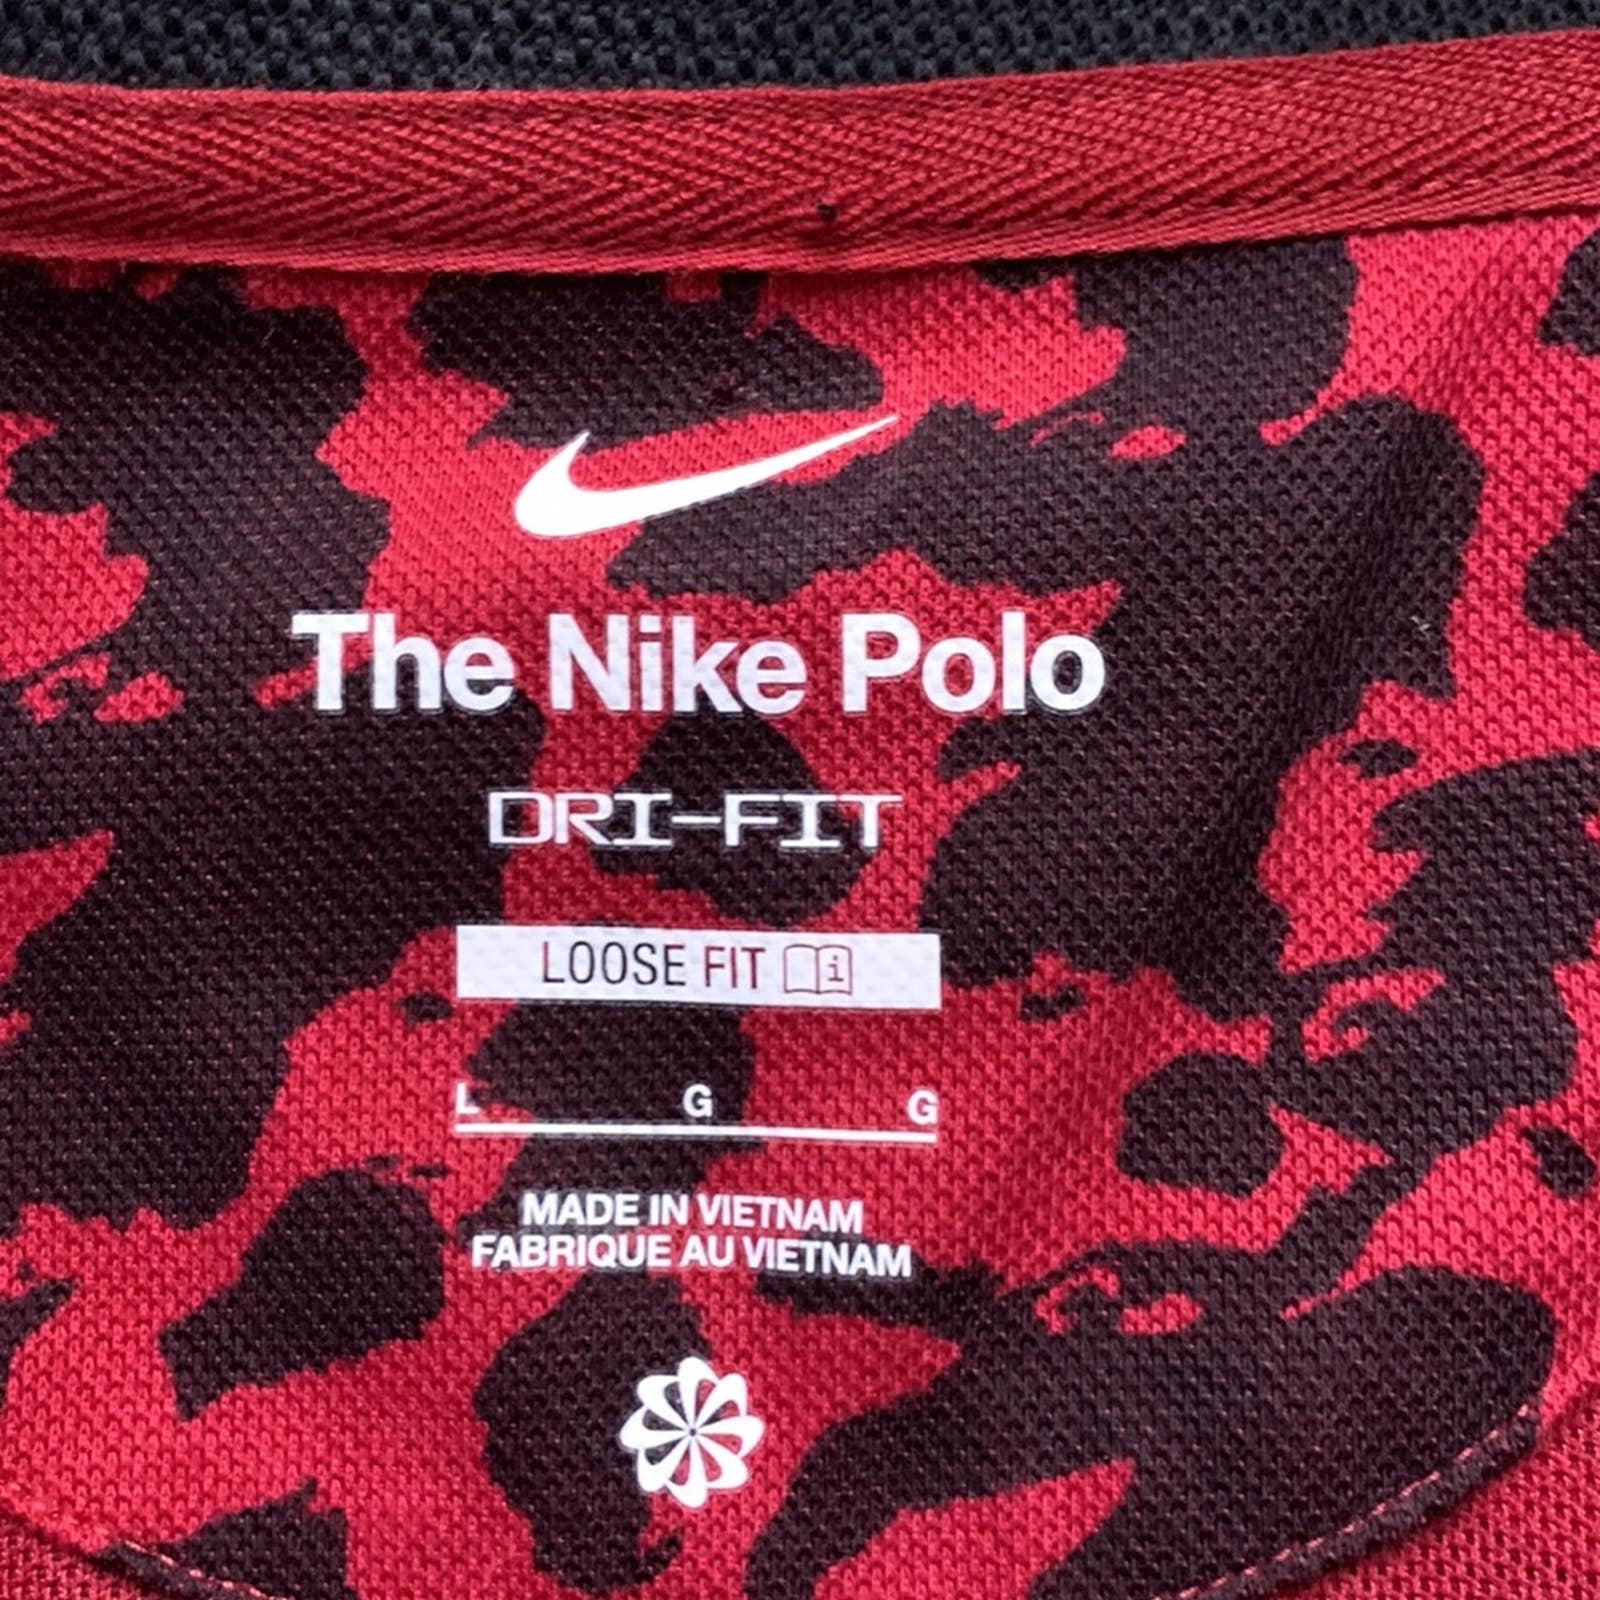 The Nike Polo
DRI-FIT
LOOSE FIT i
L G G
MADE IN VIETNAM
FABRIQUE AU VIETNAM